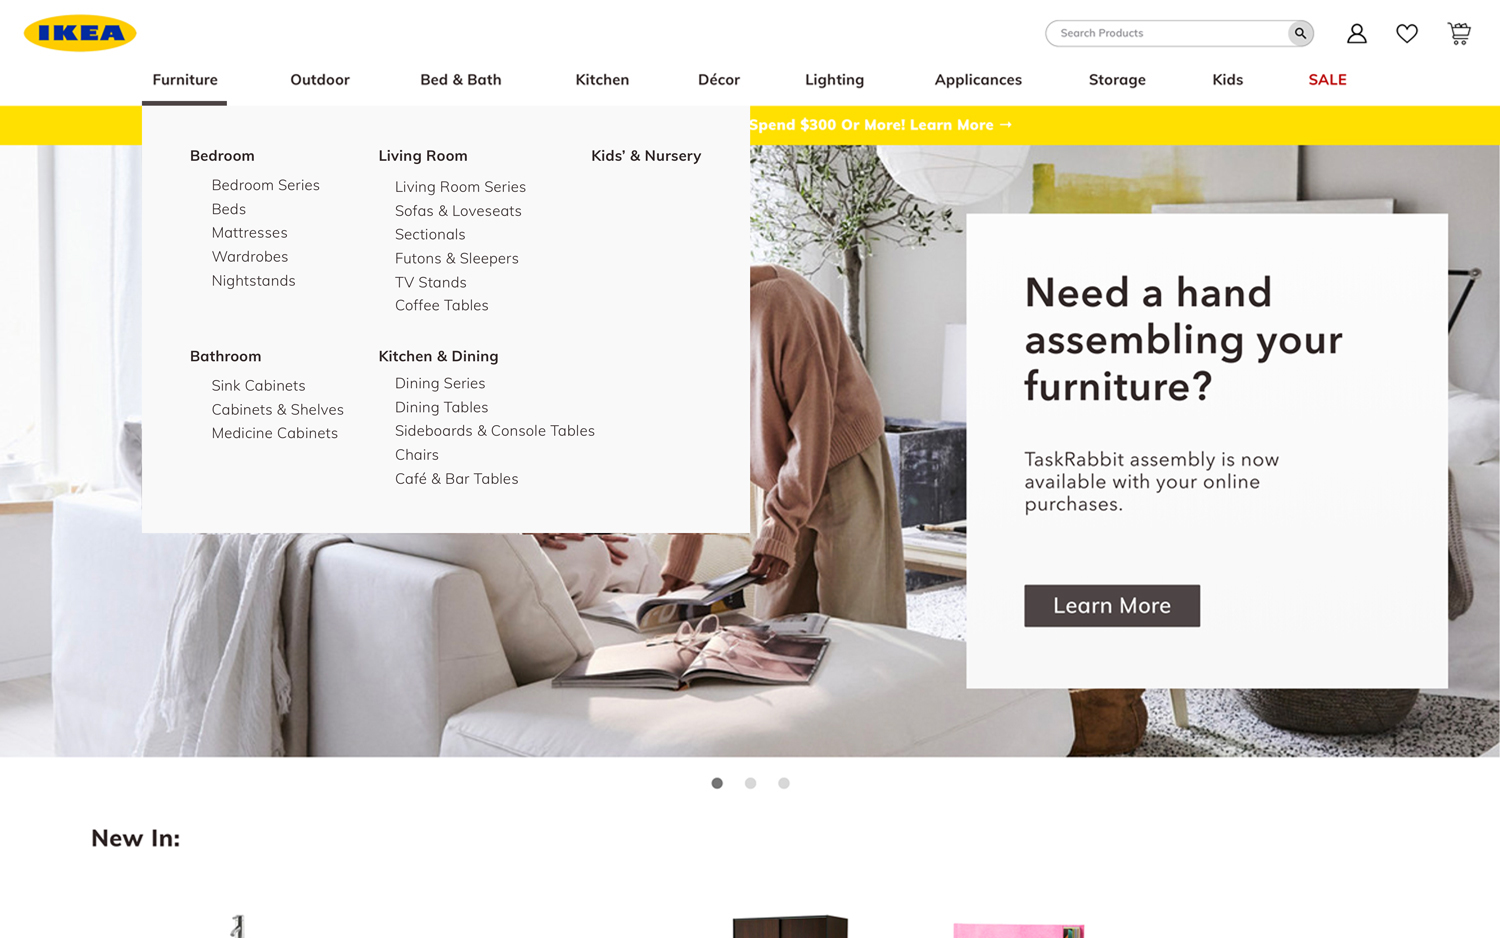 IKEA
Search Products
Furniture
Outdoor
Bed & Bath
Kitchen
Décor
Lighting
Applicances
Storage
Kids
SALE
Spend $300 Or More! Learn More →
Bedroom
Bedroom Series
Beds
Mattresses
Wardrobes
Nightstands
Living Room
Living Room Series
Sofas & Loveseats
Sectionals
Futons & Sleepers
TV Stands
Coffee Tables
Kids’ & Nursery
Bathroom
Sink Cabinets
Cabinets & Shelves
Medicine Cabinets
Kitchen & Dining
Dining Series
Dining Tables
Sideboards & Console Tables
Chairs
Café & Bar Tables
Need a hand
assembling your
furniture?
TaskRabbit assembly is now
available with your online
purchases.
Learn More
New In: